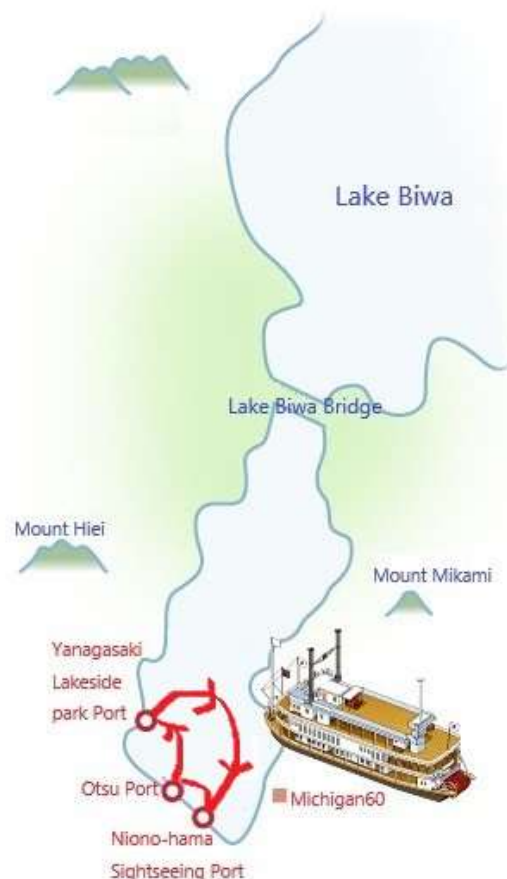 Lake Biwa
Lake Biwa Bridge
Mount Hiei
Mount Mikami
Yanagasaki
Lakeside
park Port
Otsu Port
Michigan60
Niono-hama
Sightseeing Port